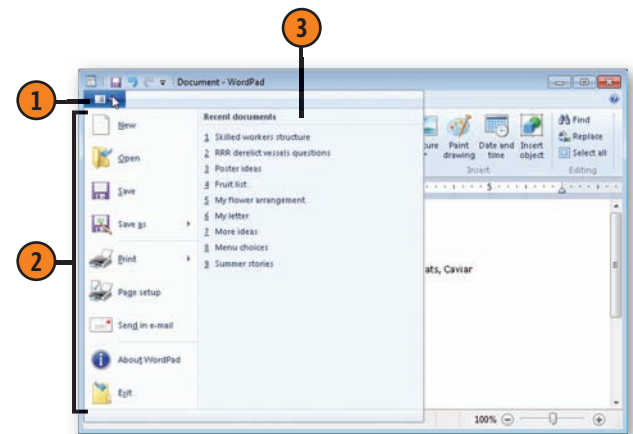 3
Document - WordPad
1
Recent documents
New
1 Skilled workers structure
2 RRR derelict vessels questions
Open
3 Poster ideas
4 Fruit list
Save
5 My flower arrangement
6 My letter
Save as
7 More ideas
8 Menu choices
2
Print
9 Summer stories
Page setup
Send in e-mail
About WordPad
Exit
ture
Paint drawing
Date and time
Insert object
Find
Replace
Select all
Insert
Editing
5
ats, Caviar
100%